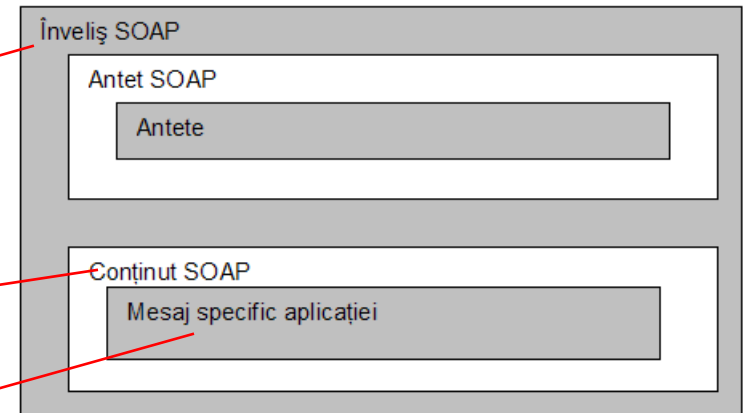 Înveliş SOAP
Antet SOAP
Antete
Conținut SOAP
Mesaj specific aplicației